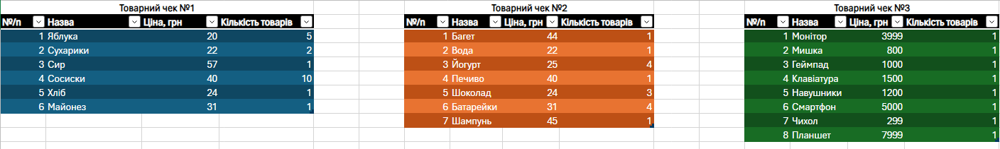 Товарний чек №1
№/п Назва Ціна, грн Кількість товарів
1 Яблука 20 5
2 Сухарики 22 2
3 Сир 57 1
4 Сосиски 40 10
5 Хліб 24 1
6 Майонез 31 1
Товарний чек №2
№/п Назва Ціна, грн Кількість товарів
1 Багет 44 1
2 Вода 22 1
3 Йогурт 25 4
4 Печиво 40 1
5 Шоколад 24 3
6 Батарейки 31 4
7 Шампунь 45 1
Товарний чек №3
№/п Назва Ціна, грн Кількість товарів
1 Монітор 3999 1
2 Мишка 800 1
3 Геймпад 1000 1
4 Клавіатура 1500 1
5 Навушники 1200 1
6 Смартфон 5000 1
7 Чихол 299 1
8 Планшет 7999 1